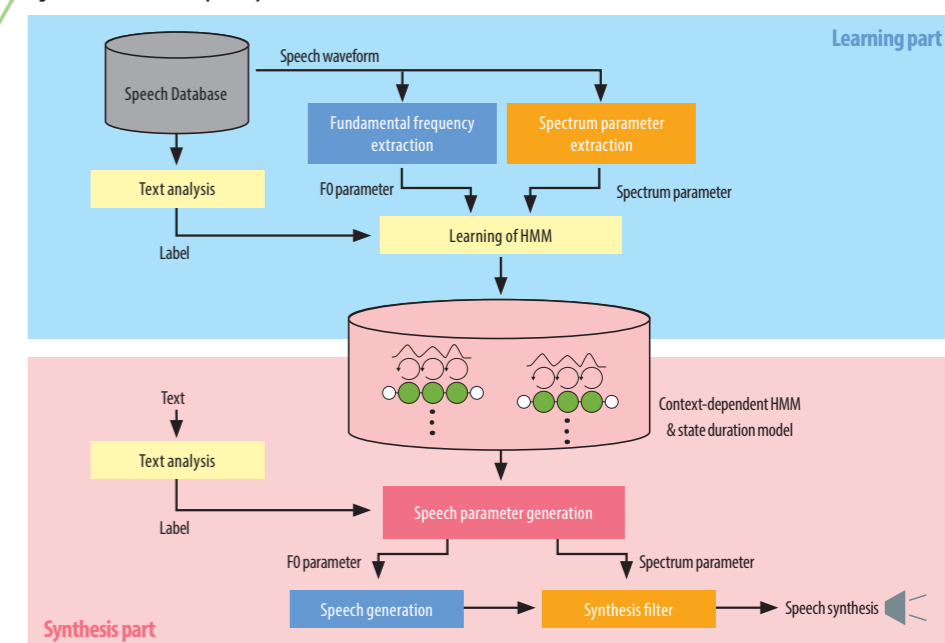 Learning part
Speech waveform
Speech Database
Fundamental frequency
extraction
Spectrum parameter
extraction
Text analysis
F0 parameter
Spectrum parameter
Label
Learning of HMM
Context-dependent HMM
& state duration model
Text
Text analysis
Label
Speech parameter generation
F0 parameter
Spectrum parameter
Speech generation
Synthesis filter
Speech synthesis
Synthesis part